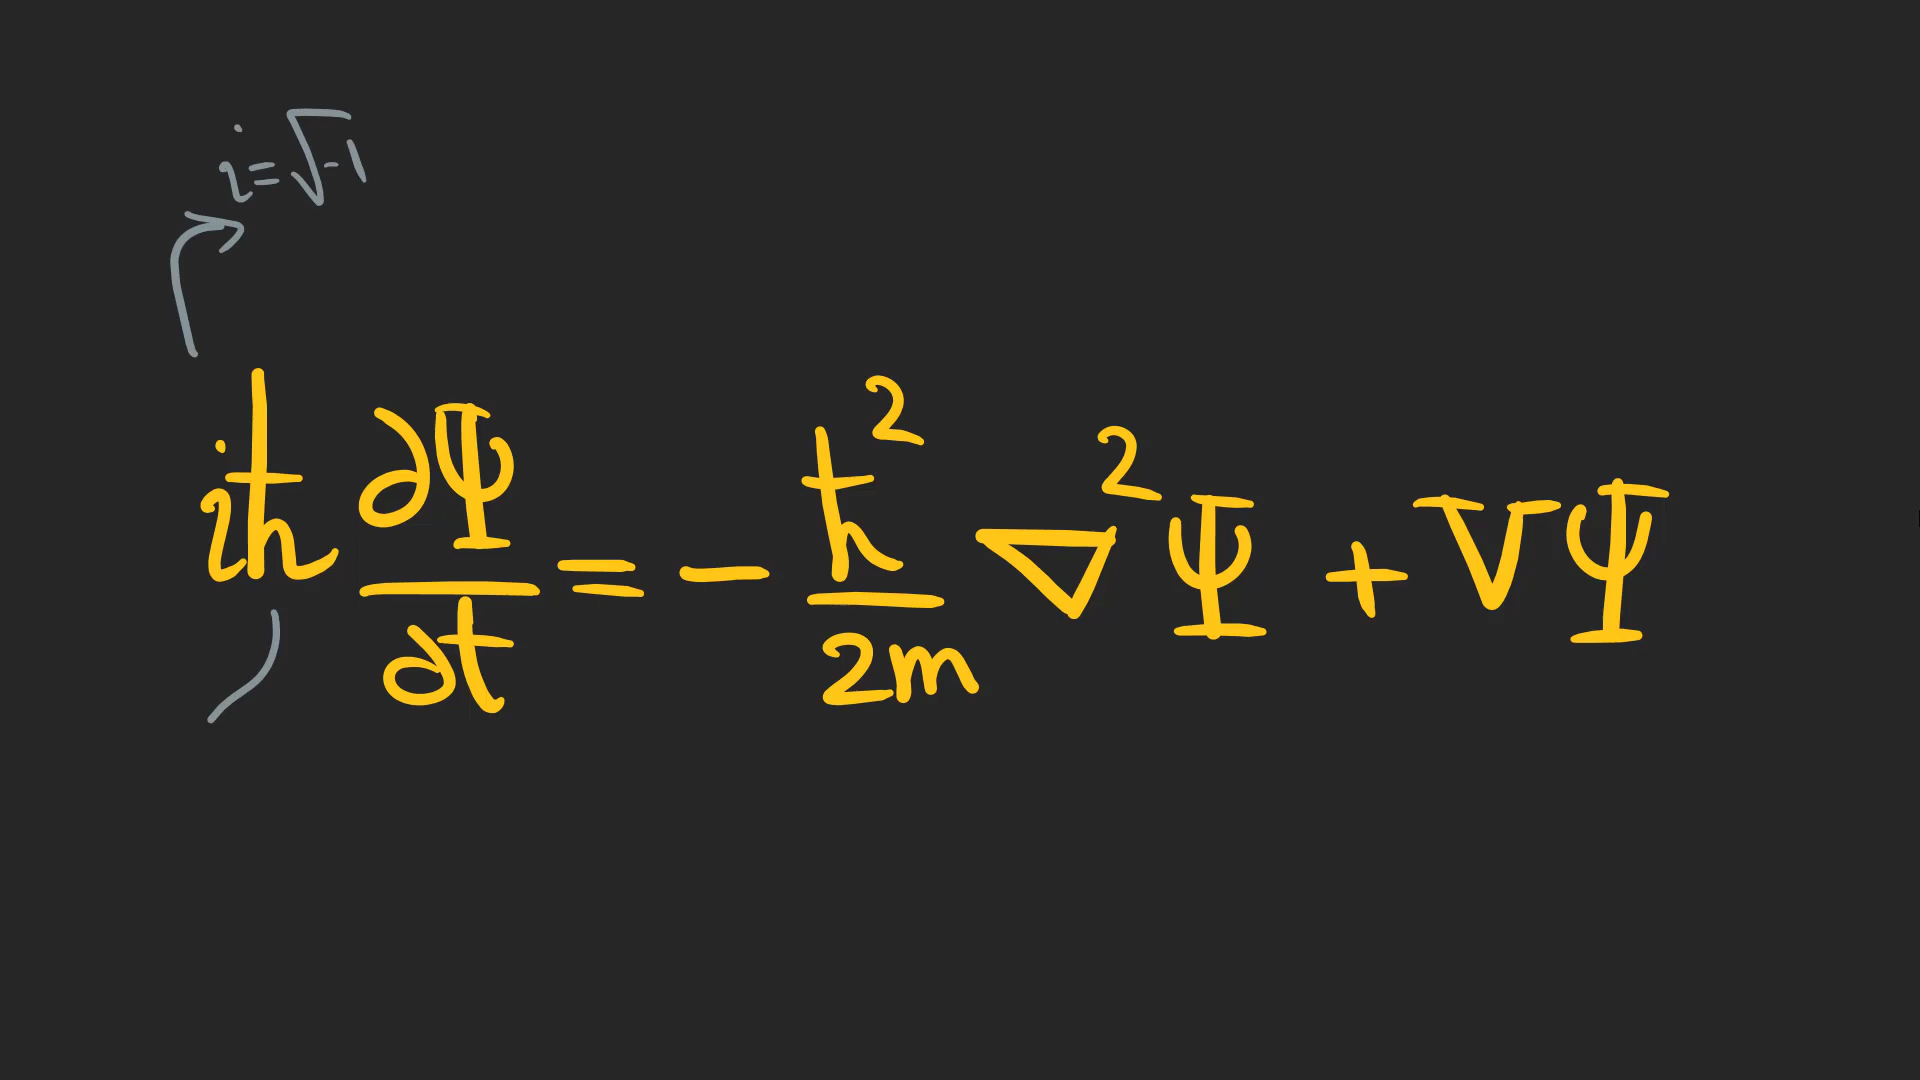 i=√-1
iħ ∂Ψ/∂t = - ħ²/2m ∇²Ψ + VΨ